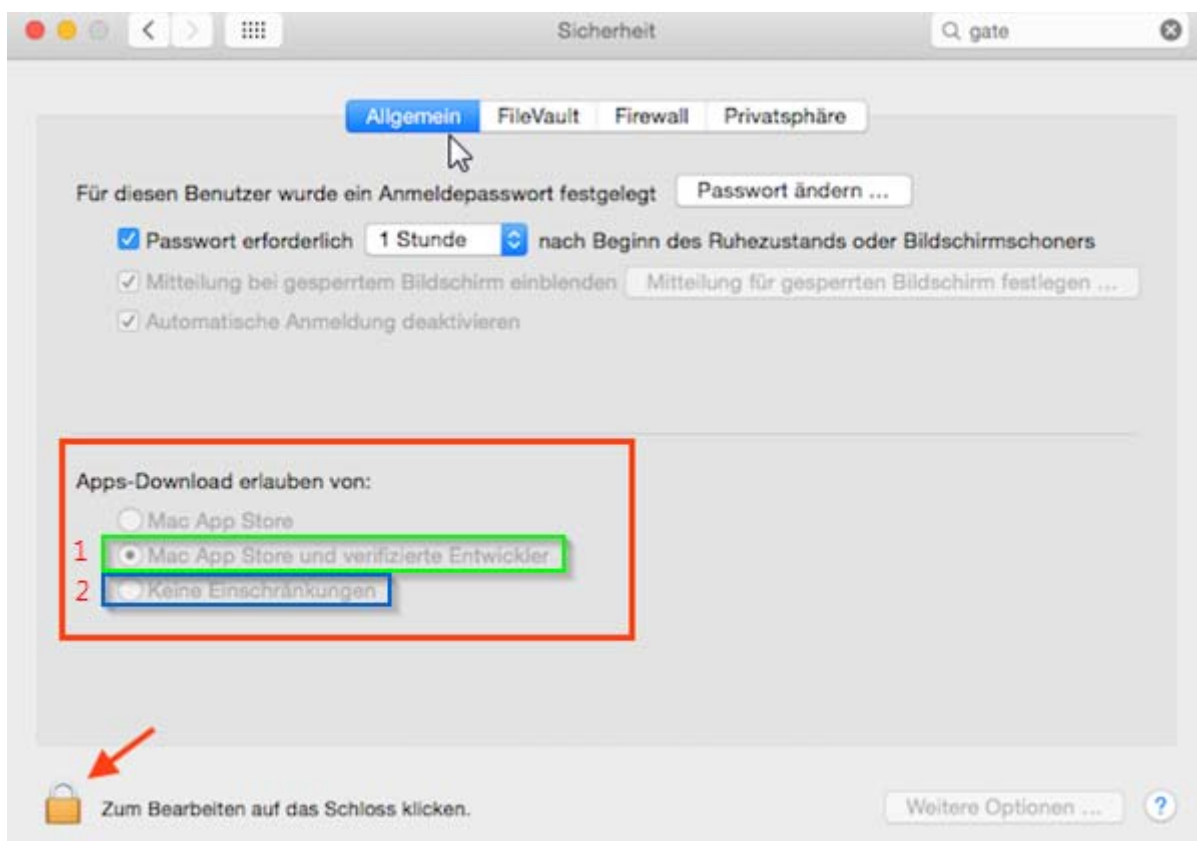 Sicherheit
gate
Allgemein FileVault Firewall Privatsphäre
Für diesen Benutzer wurde ein Anmeldepasswort festgelegt Passwort ändern ...
Passwort erforderlich 1 Stunde nach Beginn des Ruhezustands oder Bildschirmschoners
Mitteilung bei gesperrtem Bildschirm einblenden Mitteilung für gesperrten Bildschirm festlegen ...
Automatische Anmeldung deaktivieren
Apps-Download erlauben von:
Mac App Store
1 Mac App Store und verifizierte Entwickler
2 Keine Einschränkungen
Zum Bearbeiten auf das Schloss klicken.
Weitere Optionen ... ?